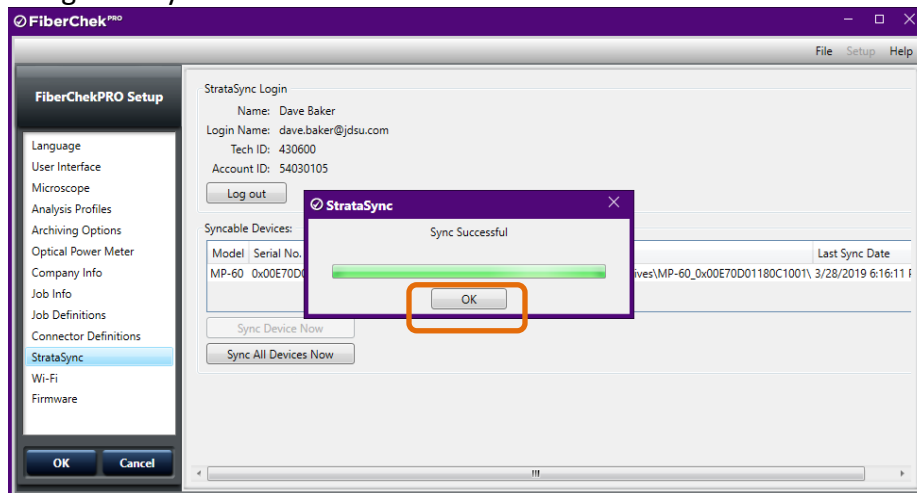 FiberChekPRO
File Setup Help
FiberChekPRO Setup
Language
User Interface
Microscope
Analysis Profiles
Archiving Options
Optical Power Meter
Company Info
Job Info
Job Definitions
Connector Definitions
StrataSync
Wi-Fi
Firmware
OK Cancel
StrataSync Login
Name: Dave Baker
Login Name: dave.baker@jdsu.com
Tech ID: 430600
Account ID: 54030105
Log out
Syncable Devices:
Model Serial No. Last Sync Date
MP-60 0x00E70D ives\MP-60_0x00E70D01180C1001\ 3/28/2019 6:16:11
Sync Device Now
Sync All Devices Now
StrataSync
Sync Successful
OK